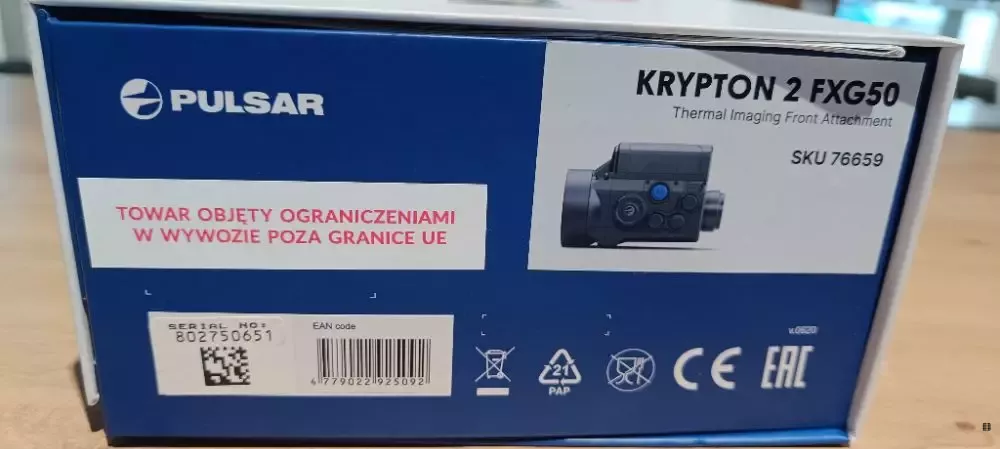 PULSAR
KRYPTON 2 FXG50
Thermal Imaging Front Attachment
SKU 76659
TOWAR OBJĘTY OGRANICZENIAMI
W WYWOZIE POZA GRANICE UE
SERIAL NO:
802750651
EAN code
4 779022 925092
v.0620
21
PAP
CE
EAC